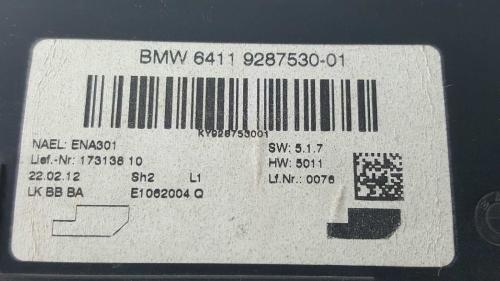 BMW 6411 9287530-01
KY928753001
NAEL: ENA301
Lief.-Nr: 173138 10
22.02.12 Sh2 L1
LK BB BA E1062004 Q
SW: 5.1.7
HW: 5011
Lf.Nr.: 0076